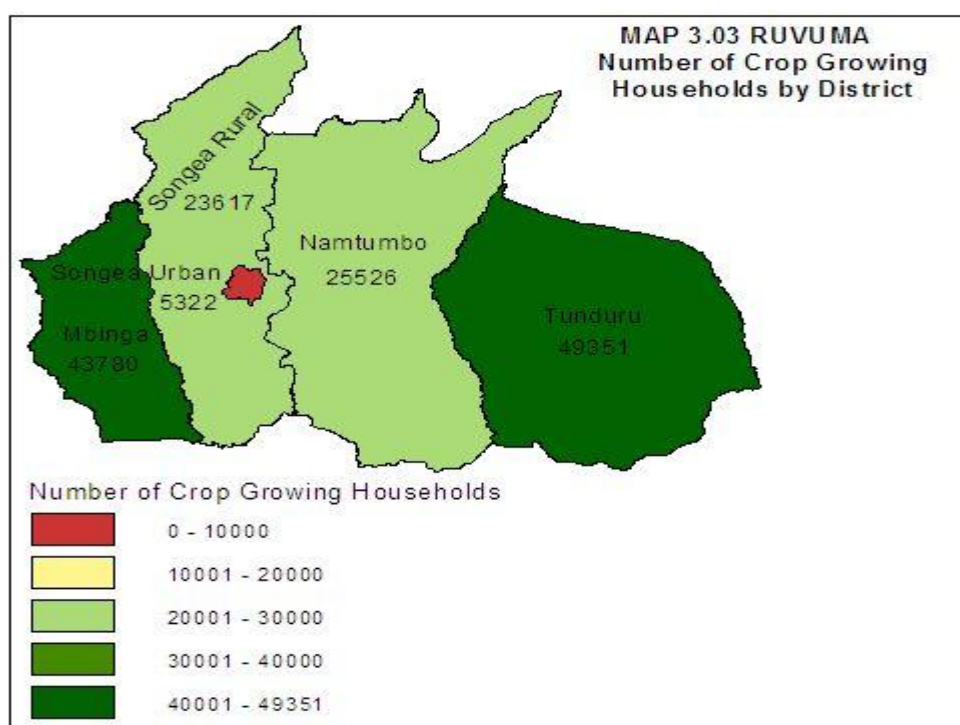 MAP 3.03 RUVUMA
Number of Crop Growing
Households by District
Songea Rural
23617
Namtumbo
25526
Songea Urban
5322
Tunduru
49351
Mbinga
43780
Number of Crop Growing Households
0 - 10000
10001 - 20000
20001 - 30000
30001 - 40000
40001 - 49351